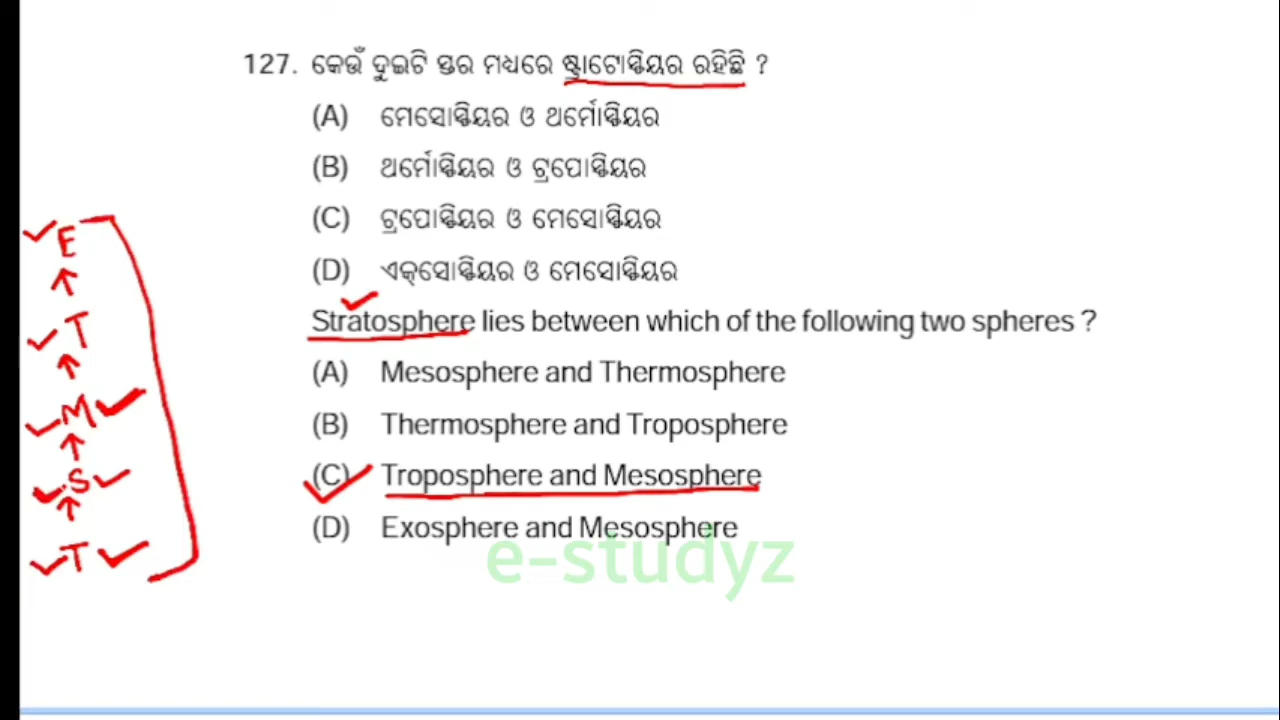 127. କେଉଁ ଦୁଇଟି ସ୍ତର ମଧ୍ୟରେ ଷ୍ଟ୍ରାଟୋସ୍ଫିୟର ରହିଛି ?
(A) ମେସୋସ୍ଫିୟର ଓ ଥର୍ମୋସ୍ଫିୟର
(B) ଥର୍ମୋସ୍ଫିୟର ଓ ଟ୍ରପୋସ୍ଫିୟର
(C) ଟ୍ରପୋସ୍ଫିୟର ଓ ମେସୋସ୍ଫିୟର
(D) ଏକ୍ସୋସ୍ଫିୟର ଓ ମେସୋସ୍ଫିୟର
Stratosphere lies between which of the following two spheres ?
(A) Mesosphere and Thermosphere
(B) Thermosphere and Troposphere
(C) Troposphere and Mesosphere
(D) Exosphere and Mesosphere
e-studyz
E
T
M
S
T